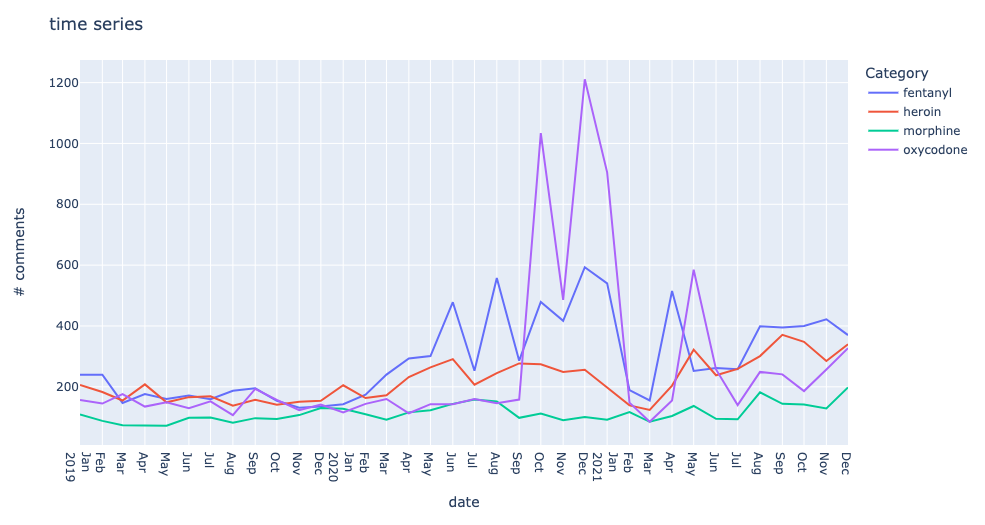 time series
# comments
1200
1000
800
600
400
200
Jan
2019
Feb
Mar
Apr
May
Jun
Jul
Aug
Sep
Oct
Nov
Dec
Jan
2020
Feb
Mar
Apr
May
Jun
Jul
Aug
Sep
Oct
Nov
Dec
Jan
2021
Feb
Mar
Apr
May
Jun
Jul
Aug
Sep
Oct
Nov
Dec
date
Category
fentanyl
heroin
morphine
oxycodone